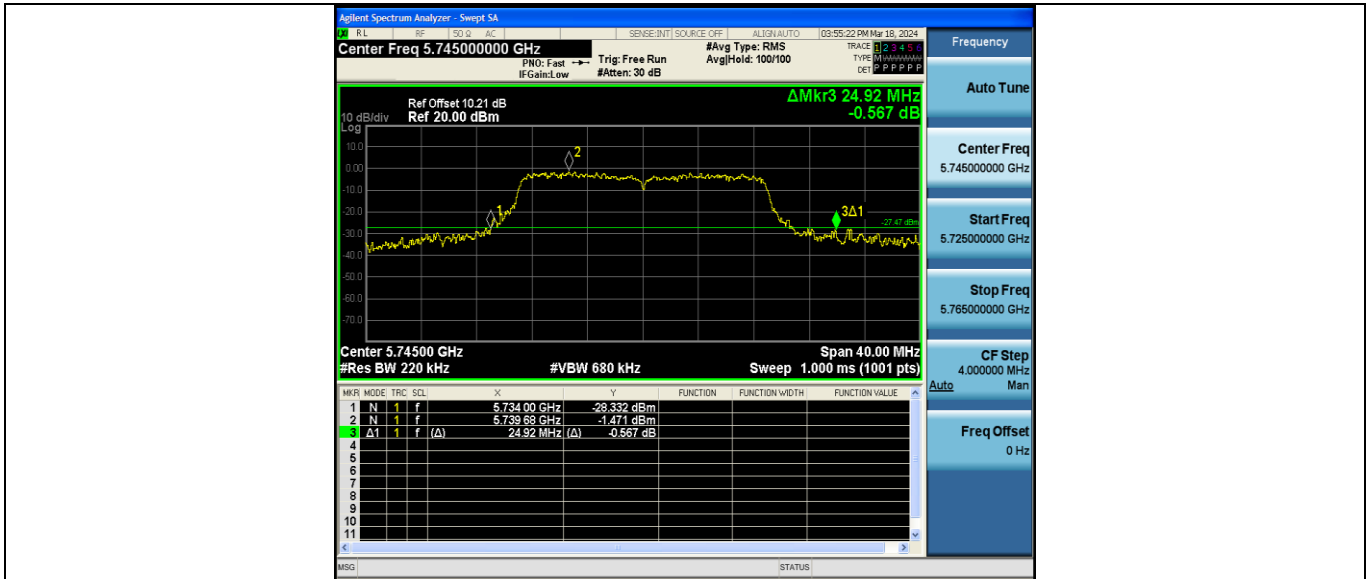 Agilent Spectrum Analyzer - Swept SA
LXI RL RF 50 Ω AC SENSE:INT SOURCE OFF ALIGN AUTO 03:55:22 PM Mar 18, 2024
Center Freq 5.745000000 GHz
PNO: Fast
IFGain:Low
Trig: Free Run
#Atten: 30 dB
#Avg Type: RMS
Avg|Hold: 100/100
TRACE 1 2 3 4 5 6
TYPE M WWWWW
DET P P P P P P
Frequency
Auto Tune
Center Freq
5.745000000 GHz
Start Freq
5.725000000 GHz
Stop Freq
5.765000000 GHz
CF Step
4.000000 MHz
Auto Man
Freq Offset
0 Hz
ΔMkr3 24.92 MHz
-0.567 dB
Ref Offset 10.21 dB
10 dB/div Ref 20.00 dBm
Log
10.0
0.00
-10.0
-20.0
-30.0
-40.0
-50.0
-60.0
-70.0
2
1
3Δ1
-27.47 dBm
Center 5.74500 GHz Span 40.00 MHz
#Res BW 220 kHz #VBW 680 kHz Sweep 1.000 ms (1001 pts)
MKR MODE TRC SCL X Y FUNCTION FUNCTION WIDTH FUNCTION VALUE
1 N 1 f 5.734 00 GHz -28.332 dBm
2 N 1 f 5.739 68 GHz -1.471 dBm
3 Δ1 1 f (Δ) 24.92 MHz (Δ) -0.567 dB
4
5
6
7
8
9
10
11
MSG STATUS